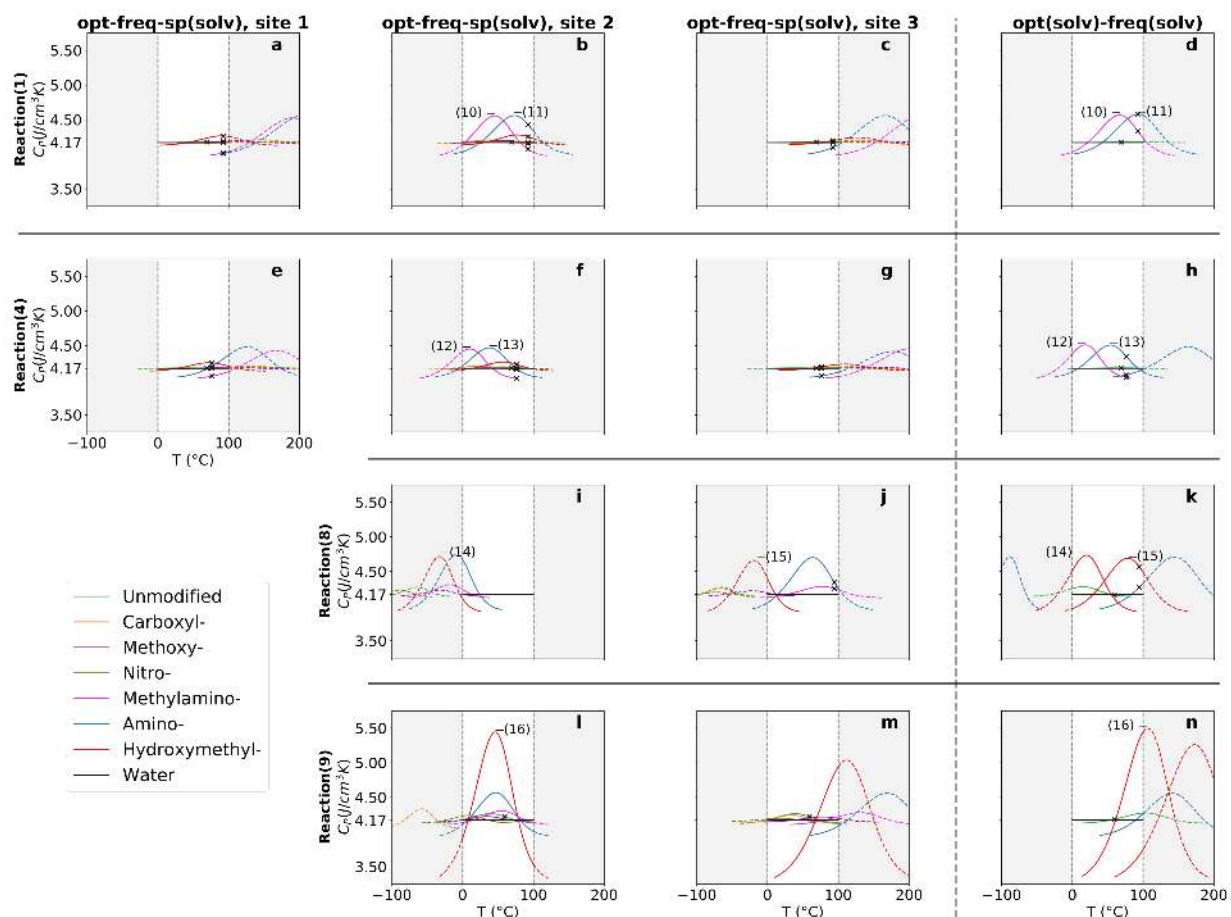 opt-freq-sp(solv), site 1
opt-freq-sp(solv), site 2
opt-freq-sp(solv), site 3
opt(solv)-freq(solv)
Reaction(1)
C_P(J/cm³K)
5.50
5.00
4.50
4.17
3.50
a
b
(10)
(11)
c
d
(10)
(11)
Reaction(4)
C_P(J/cm³K)
5.50
5.00
4.50
4.17
3.50
e
−100
0
100
200
T (°C)
f
(12)
(13)
g
h
(12)
(13)
Reaction(8)
C_P(J/cm³K)
5.50
5.00
4.50
4.17
3.50
i
(14)
j
(15)
k
(14)
(15)
Unmodified
Carboxyl-
Methoxy-
Nitro-
Methylamino-
Amino-
Hydroxymethyl-
Water
Reaction(9)
C_P(J/cm³K)
5.50
5.00
4.50
4.17
3.50
l
(16)
m
n
(16)
−100
0
100
200
T (°C)
−100
0
100
200
T (°C)
−100
0
100
200
T (°C)